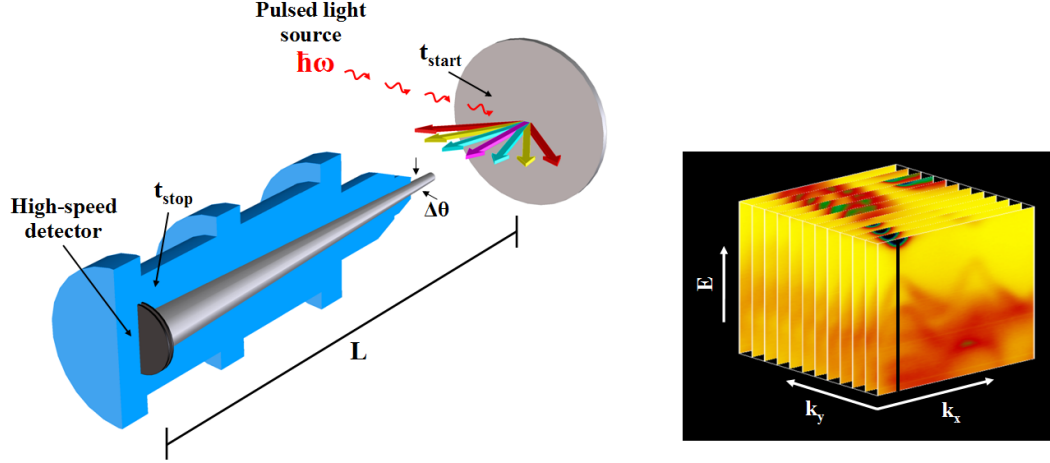 Pulsed light
source
ħω
t_start
High-speed
detector
t_stop
Δθ
L
E
k_y
k_x